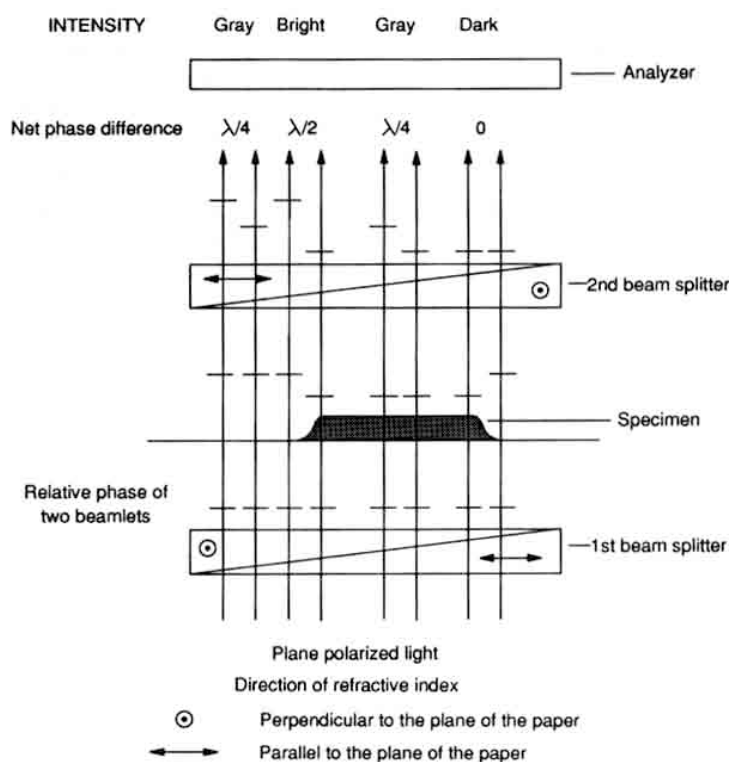 INTENSITY Gray Bright Gray Dark
Analyzer
Net phase difference λ/4 λ/2 λ/4 0
2nd beam splitter
Specimen
Relative phase of
two beamlets
1st beam splitter
Plane polarized light
Direction of refractive index
Perpendicular to the plane of the paper
Parallel to the plane of the paper